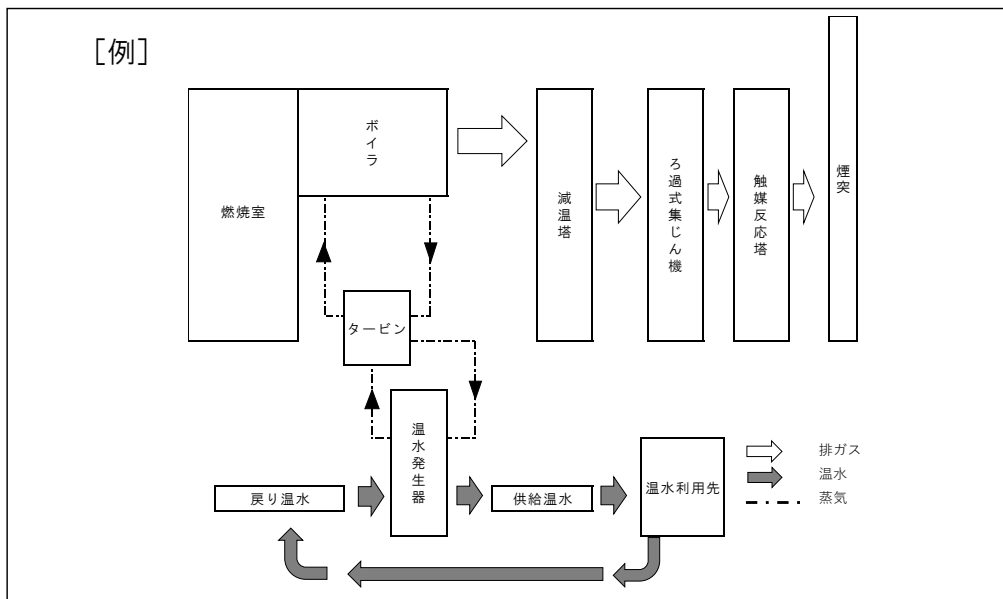 ［例］
燃焼室
ボイラ
減温塔
ろ過式集じん機
触媒反応塔
煙突
タービン
温水発生器
戻り温水
供給温水
温水利用先
排ガス
温水
蒸気